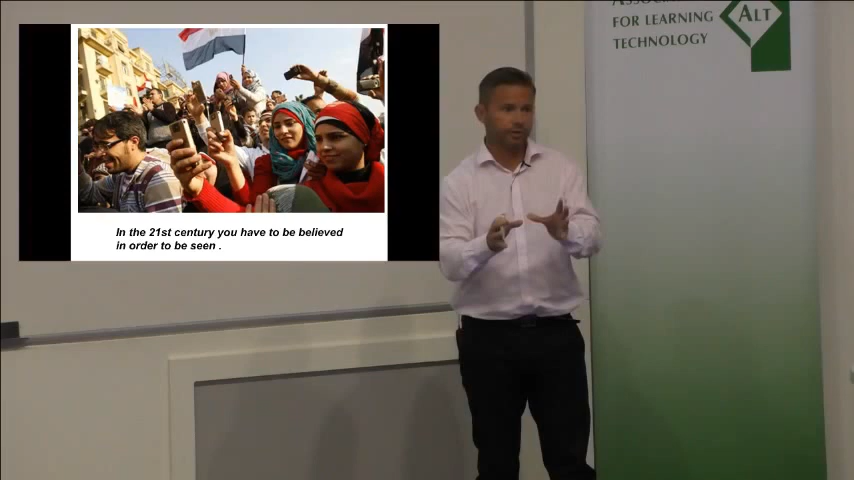 In the 21st century you have to be believed
in order to be seen .
FOR LEARNING
TECHNOLOGY
ALT